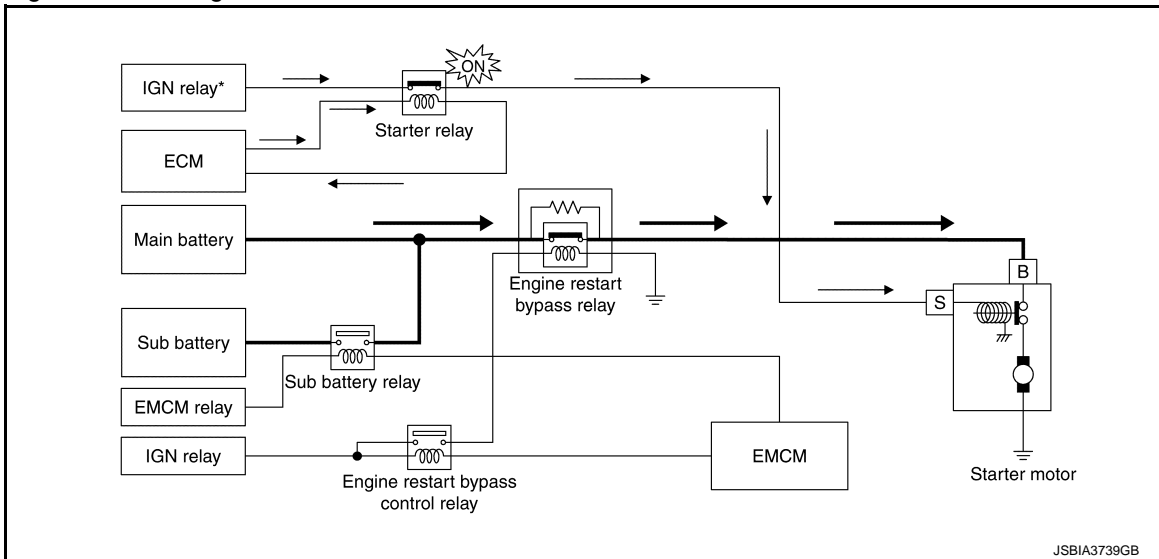 IGN relay*
ON
Starter relay
ECM
Main battery
Engine restart
bypass relay
B
S
Sub battery
Sub battery relay
EMCM relay
IGN relay
Engine restart bypass
control relay
EMCM
Starter motor
JSBIA3739GB